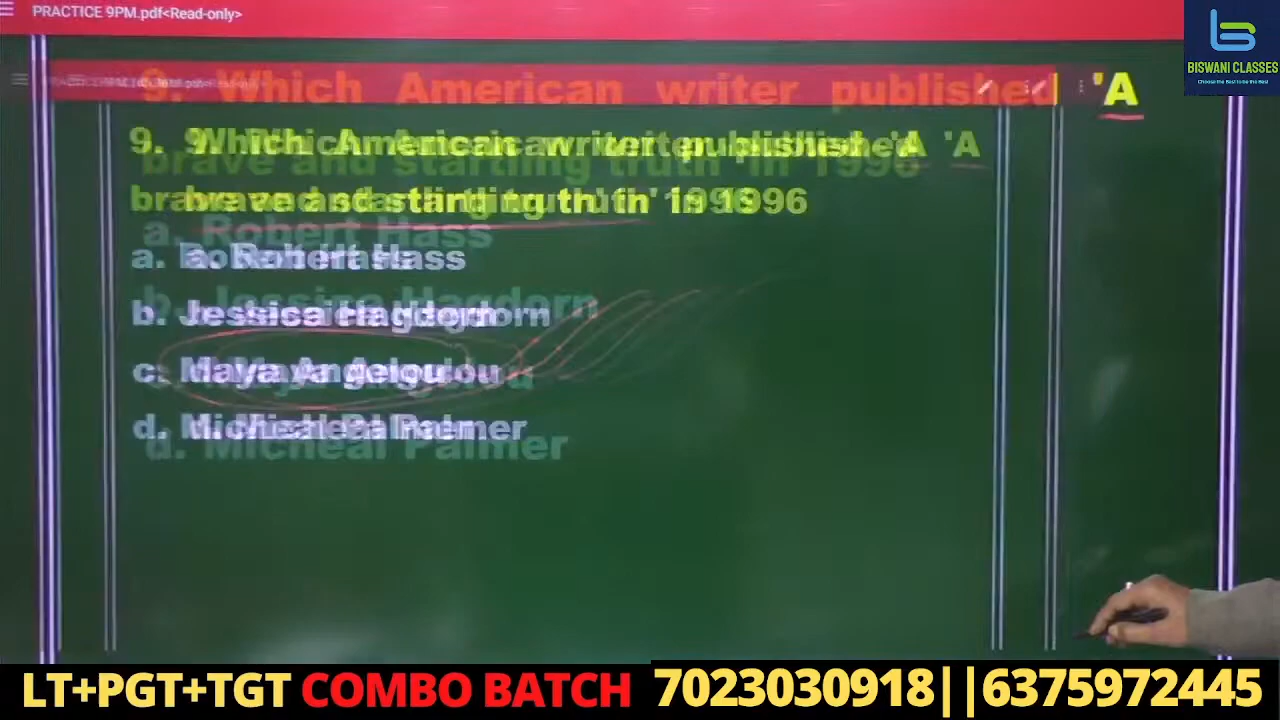 PRACTICE 9PM.pdf<Read-only>
BISWANI CLASSES
9. Which American writer published 'A
brave and startling truth' in 1996
a. Robert Hass
b. Jessica Hagdorn
c. Maya Angelou
d. Micheal Palmer
LT+PGT+TGT COMBO BATCH 7023030918||6375972445